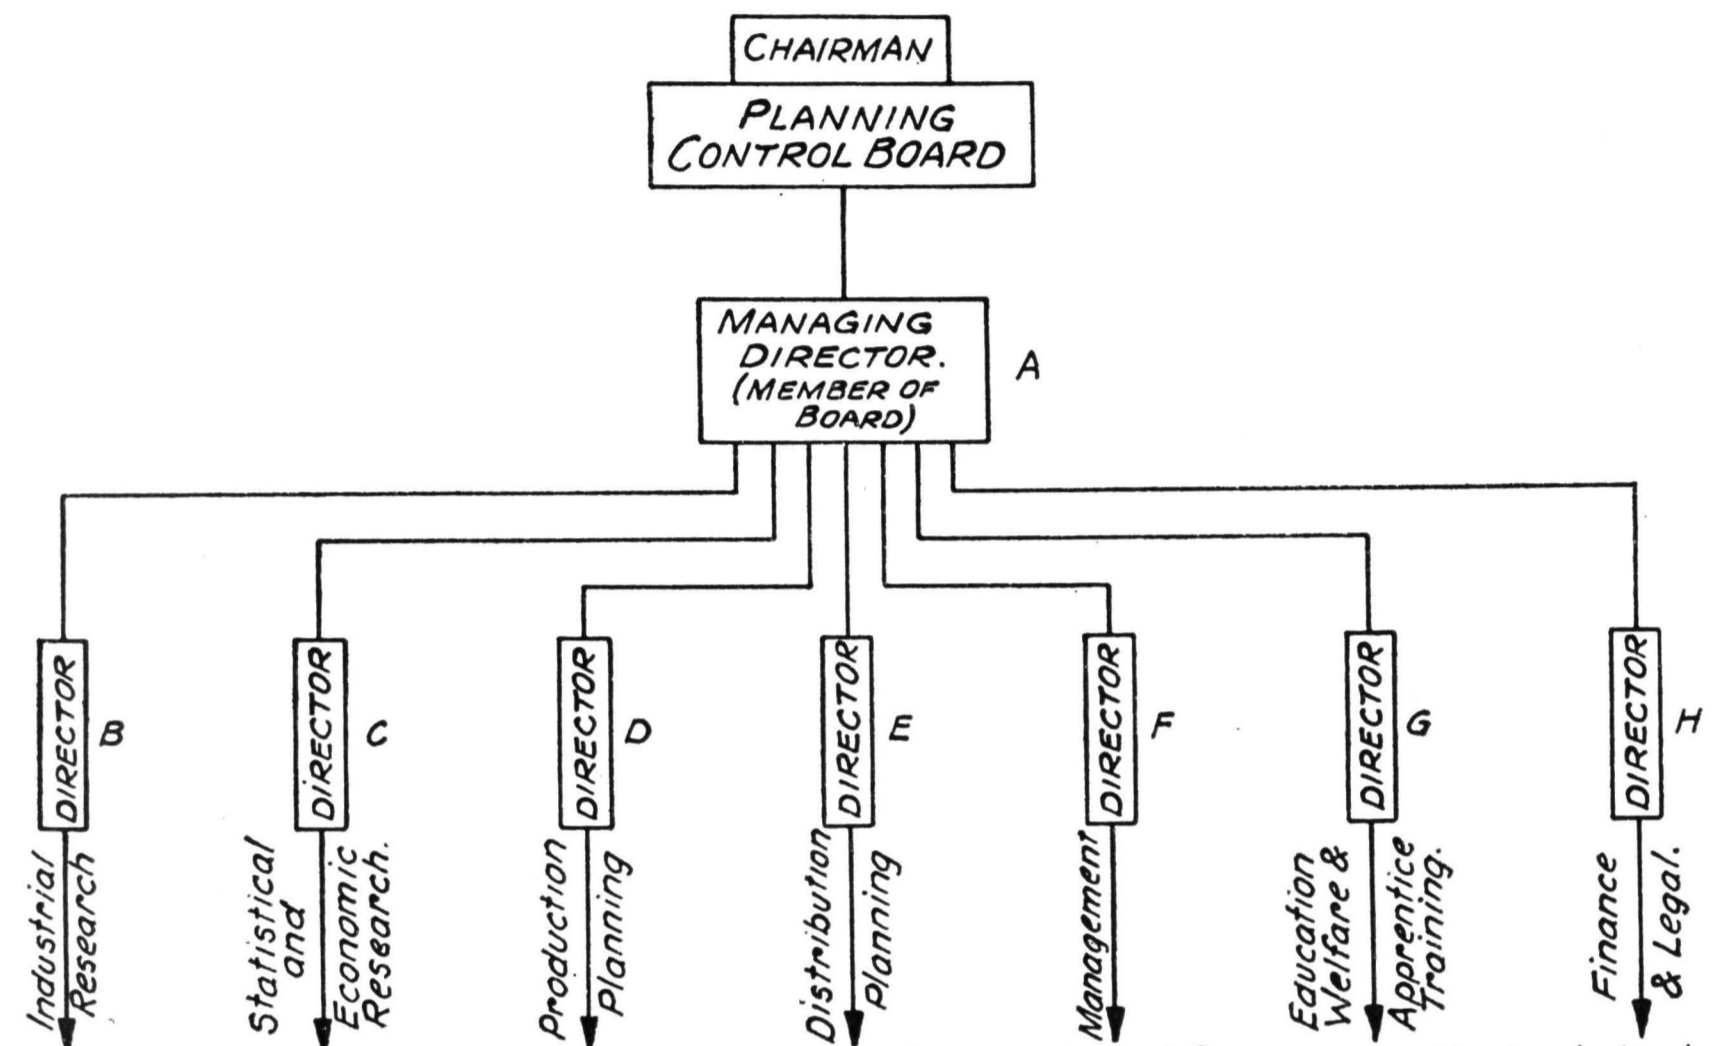 CHAIRMAN
PLANNING
CONTROL BOARD
MANAGING
DIRECTOR.
(MEMBER OF
BOARD)
A
DIRECTOR
B
Industrial
Research
DIRECTOR
C
Statistical
and
Economic
Research.
DIRECTOR
D
Production
Planning
DIRECTOR
E
Distribution
Planning
DIRECTOR
F
Management
DIRECTOR
G
Education
Welfare &
Apprentice
Training.
DIRECTOR
H
Finance
& Legal.